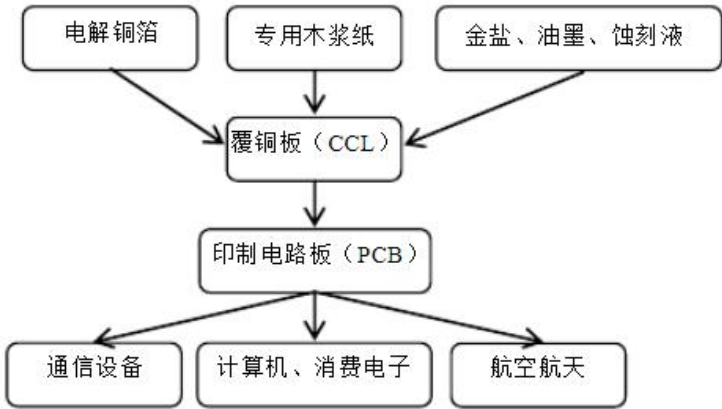 电解铜箔
专用木浆纸
金盐、油墨、蚀刻液
覆铜板（CCL）
印制电路板（PCB）
通信设备
计算机、消费电子
航空航天